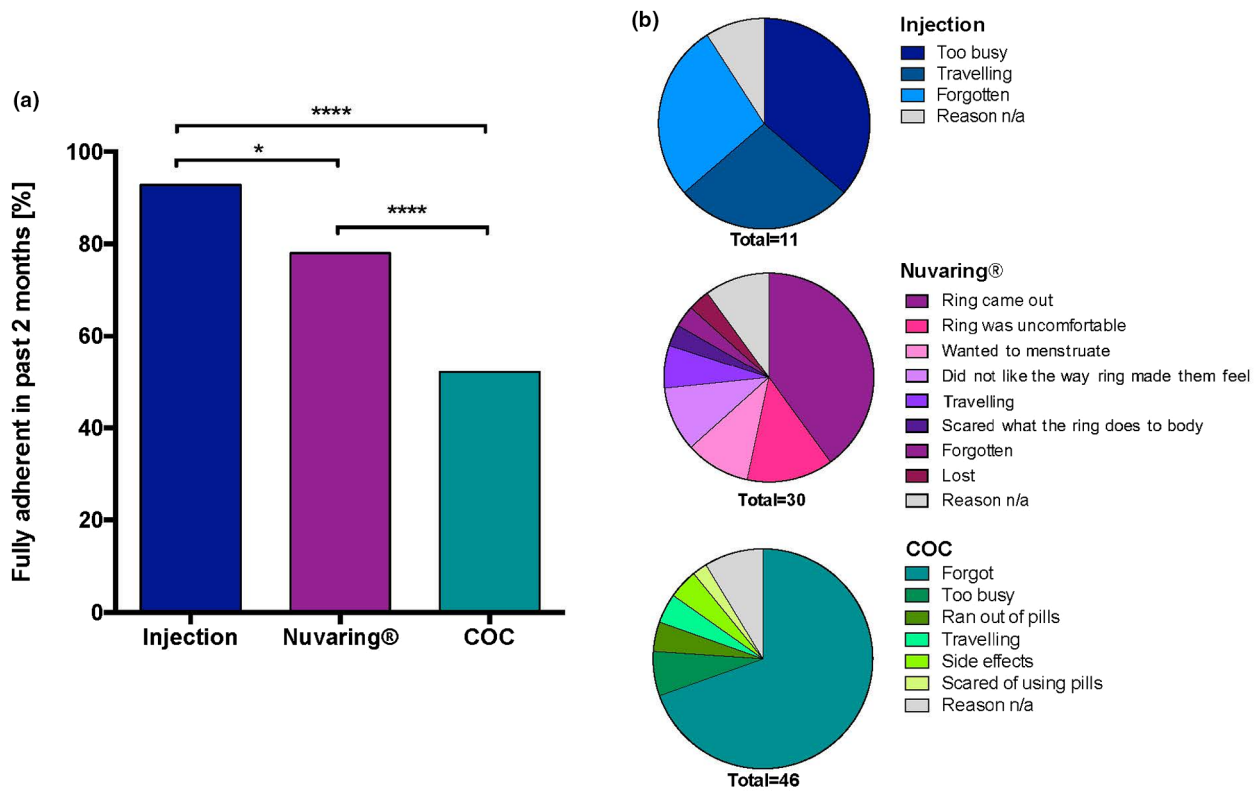 (a)
****
*
****
Fully adherent in past 2 months [%]
100
80
60
40
20
0
Injection
Nuvaring®
COC
(b)
Injection
Too busy
Travelling
Forgotten
Reason n/a
Total=11
Nuvaring®
Ring came out
Ring was uncomfortable
Wanted to menstruate
Did not like the way ring made them feel
Travelling
Scared what the ring does to body
Forgotten
Lost
Reason n/a
Total=30
COC
Forgot
Too busy
Ran out of pills
Travelling
Side effects
Scared of using pills
Reason n/a
Total=46